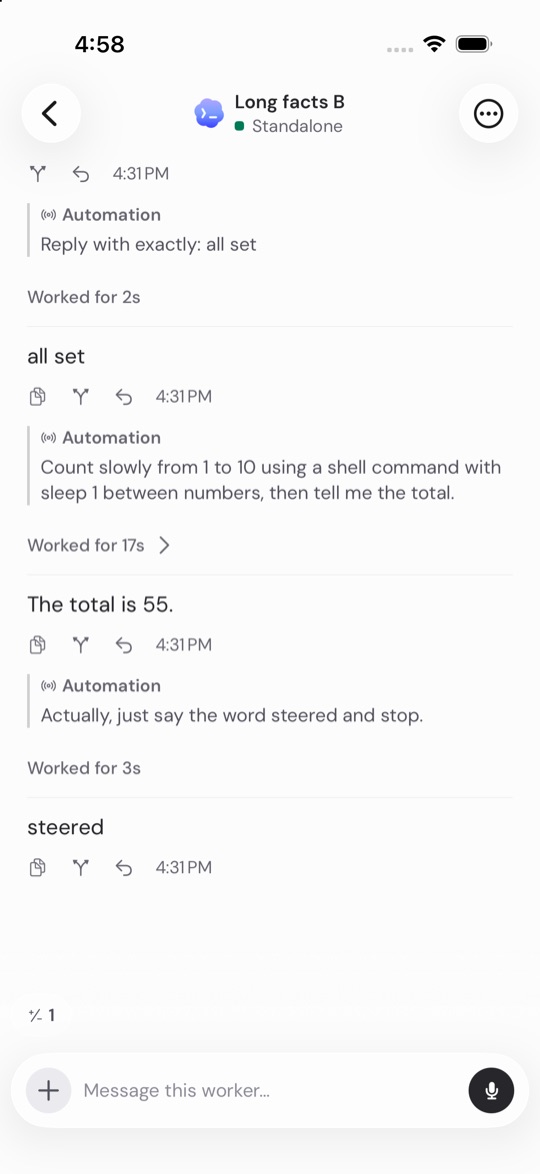 4:58
Long facts B
Standalone
4:31 PM
Automation
Reply with exactly: all set
Worked for 2s
all set
4:31 PM
Automation
Count slowly from 1 to 10 using a shell command with
sleep 1 between numbers, then tell me the total.
Worked for 17s
The total is 55.
4:31 PM
Automation
Actually, just say the word steered and stop.
Worked for 3s
steered
4:31 PM
+/- 1
Message this worker...